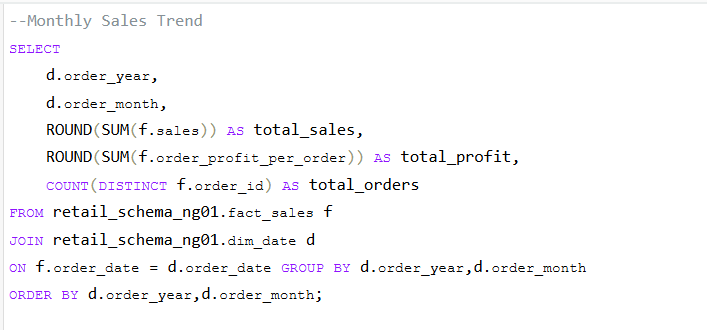 --Monthly Sales Trend
SELECT
d.order_year,
d.order_month,
ROUND(SUM(f.sales)) AS total_sales,
ROUND(SUM(f.order_profit_per_order)) AS total_profit,
COUNT(DISTINCT f.order_id) AS total_orders
FROM retail_schema_ng01.fact_sales f
JOIN retail_schema_ng01.dim_date d
ON f.order_date = d.order_date GROUP BY d.order_year,d.order_month
ORDER BY d.order_year,d.order_month;